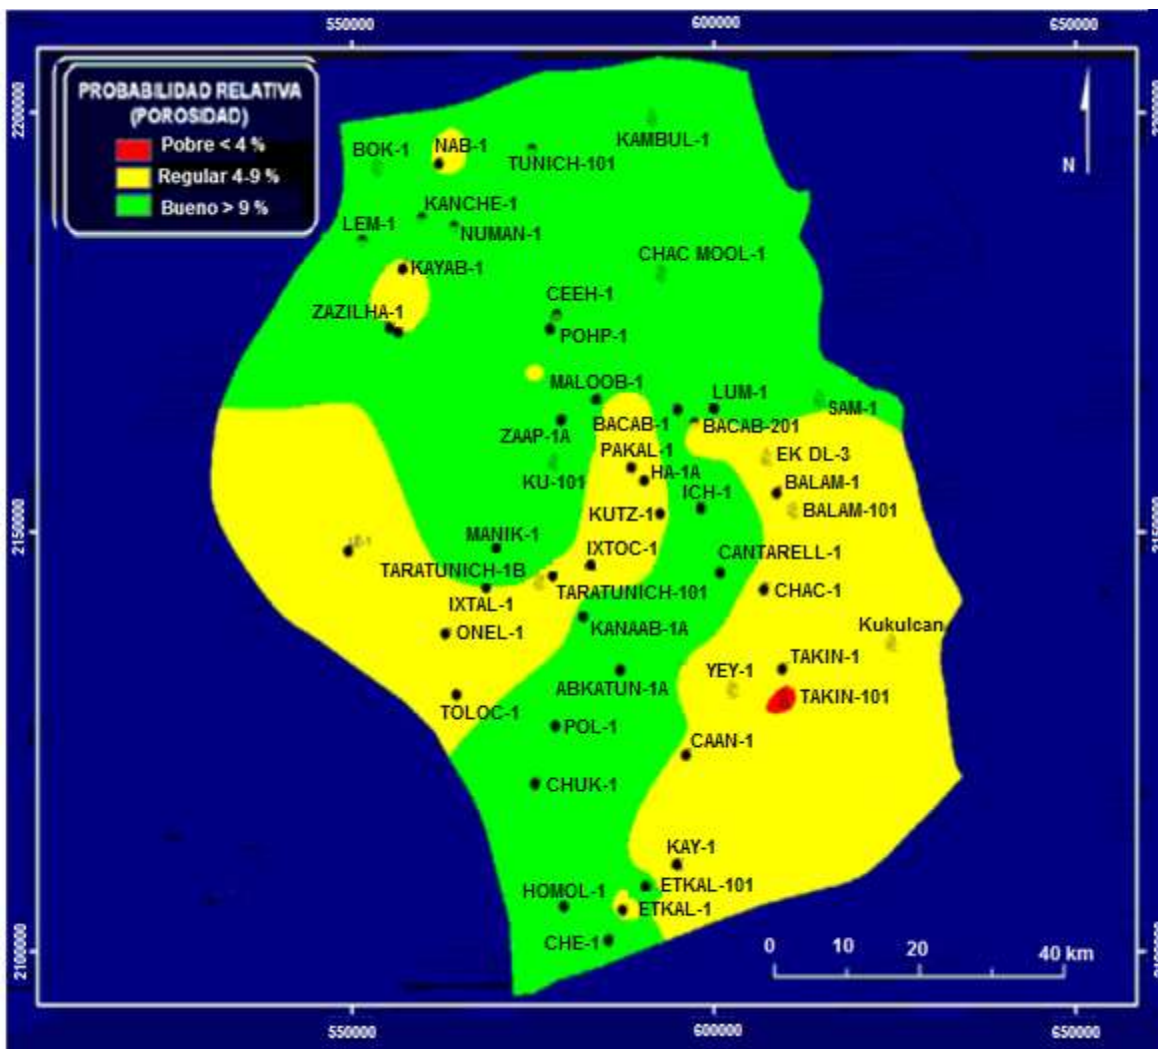 550000
600000
650000
PROBABILIDAD RELATIVA
(POROSIDAD)
Pobre < 4 %
Regular 4-9 %
Bueno > 9 %
2200000
N
KAMBUL-1
BOK-1
NAB-1
TUNICH-101
KANCHE-1
LEM-1
NUMAN-1
CHAC MOOL-1
KAYAB-1
CEEH-1
ZAZILHA-1
POHP-1
MALOOB-1
LUM-1
SAM-1
BACAB-1
BACAB-201
ZAAP-1A
PAKAL-1
EK DL-3
HA-1A
KU-101
BALAM-1
ICH-1
BALAM-101
KUTZ-1
2150000
2150000
MANIK-1
IXTOC-1
CANTARELL-1
TARATUNICH-1B
TARATUNICH-101
CHAC-1
IXTAL-1
ONEL-1
KANAAB-1A
Kukulcan
TAKIN-1
YEY-1
ABKATUN-1A
TAKIN-101
TOLOC-1
POL-1
CAAN-1
CHUK-1
KAY-1
ETKAL-101
HOMOL-1
ETKAL-1
CHE-1
0 10 20 40 km
2100000
550000
600000
650000